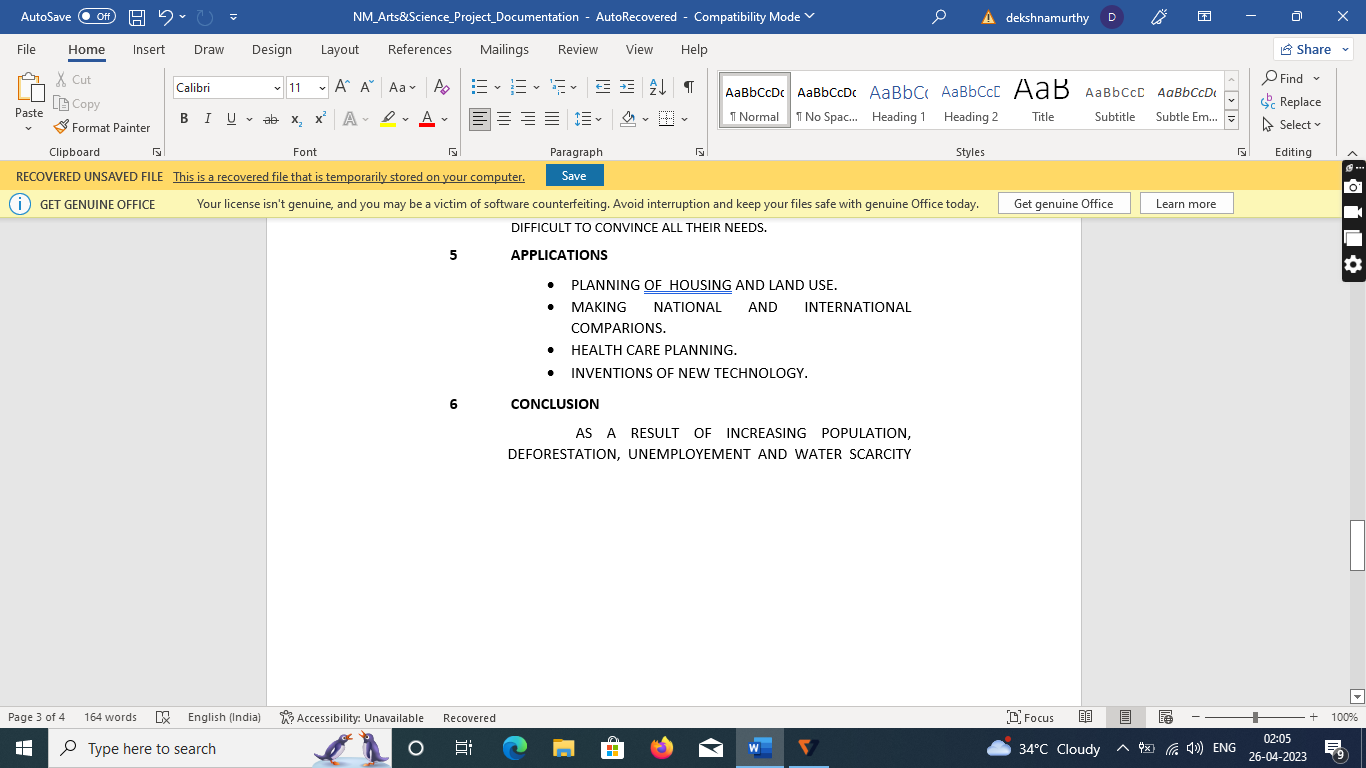 AutoSave Off NM_Arts&Science_Project_Documentation - AutoRecovered - Compatibility Mode dekshnamurthy D
File Home Insert Draw Design Layout References Mailings Review View Help Share
Paste Cut Copy Format Painter
Calibri 11 Aa
B I U ab x₂ x² A A
AaBbCcDc AaBbCcDc AaBbCc AaBbCcD AaB AaBbCcD AaBbCcDc
¶ Normal ¶ No Spac... Heading 1 Heading 2 Title Subtitle Subtle Em...
Find
Replace
Select
Clipboard Font Paragraph Styles Editing
RECOVERED UNSAVED FILE This is a recovered file that is temporarily stored on your computer. Save
GET GENUINE OFFICE Your license isn't genuine, and you may be a victim of software counterfeiting. Avoid interruption and keep your files safe with genuine Office today. Get genuine Office Learn more
DIFFICULT TO CONVINCE ALL THEIR NEEDS.
5 APPLICATIONS
• PLANNING OF HOUSING AND LAND USE.
• MAKING NATIONAL AND INTERNATIONAL
COMPARIONS.
• HEALTH CARE PLANNING.
• INVENTIONS OF NEW TECHNOLOGY.
6 CONCLUSION
AS A RESULT OF INCREASING POPULATION,
DEFORESTATION, UNEMPLOYEMENT AND WATER SCARCITY
Page 3 of 4 164 words English (India) Accessibility: Unavailable Recovered Focus 100%
Type here to search 34°C Cloudy ENG 02:05
26-04-2023 9